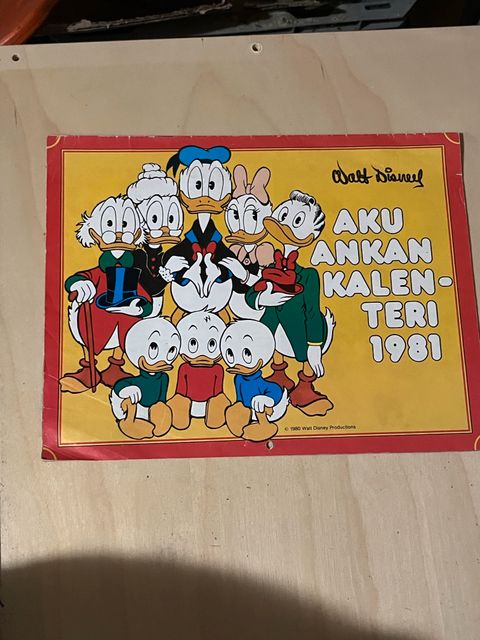 Walt Disney
AKU
ANKAN
KALEN-
TERI
1981
© 1980 Walt Disney Productions